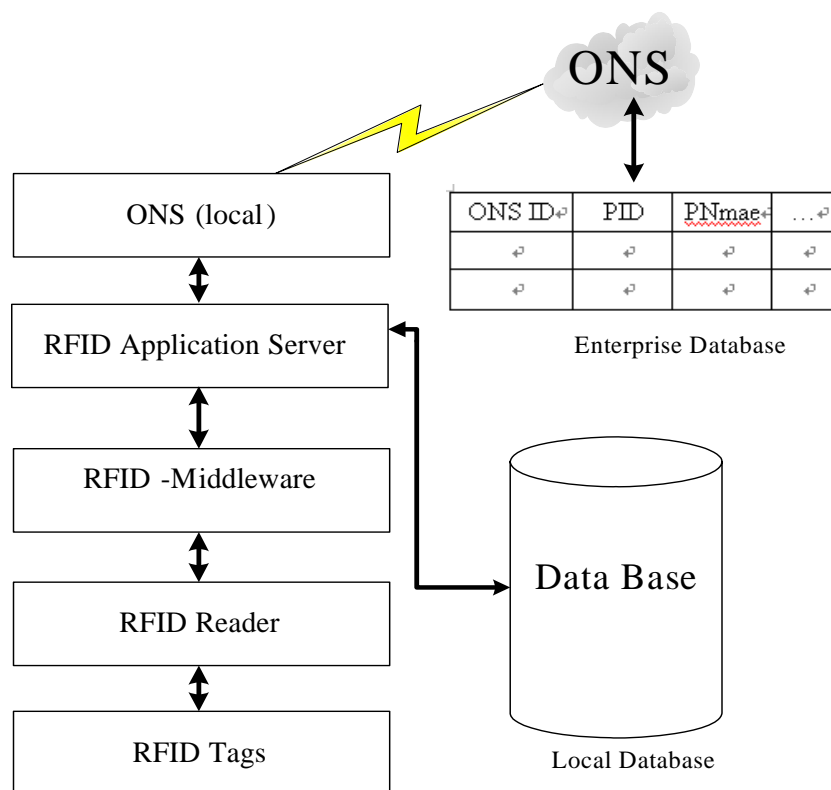 ONS
ONS (local)
ONS ID PID PNmae ...
Enterprise Database
RFID Application Server
RFID -Middleware
Data Base
RFID Reader
RFID Tags
Local Database